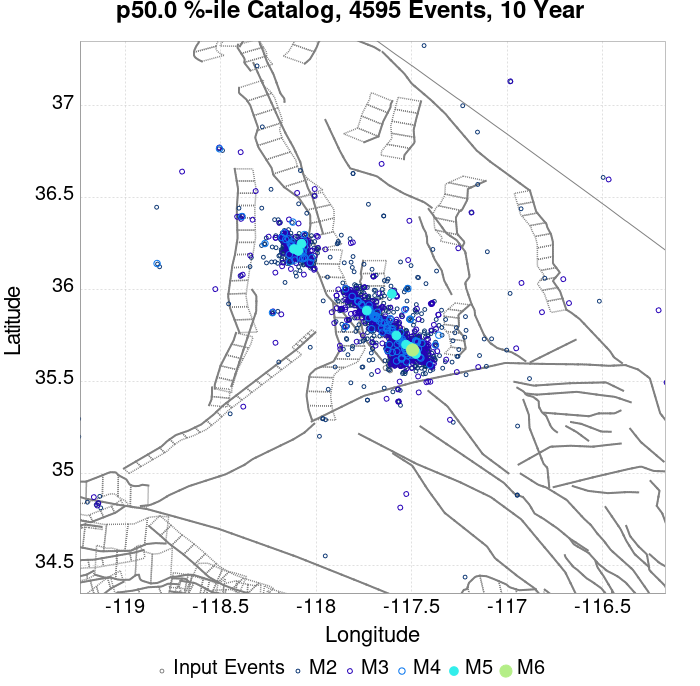 p50.0 %-ile Catalog, 4595 Events, 10 Year
37
36.5
36
35.5
35
34.5
Latitude
-119 -118.5 -118 -117.5 -117 -116.5
Longitude
Input Events M2 M3 M4 M5 M6